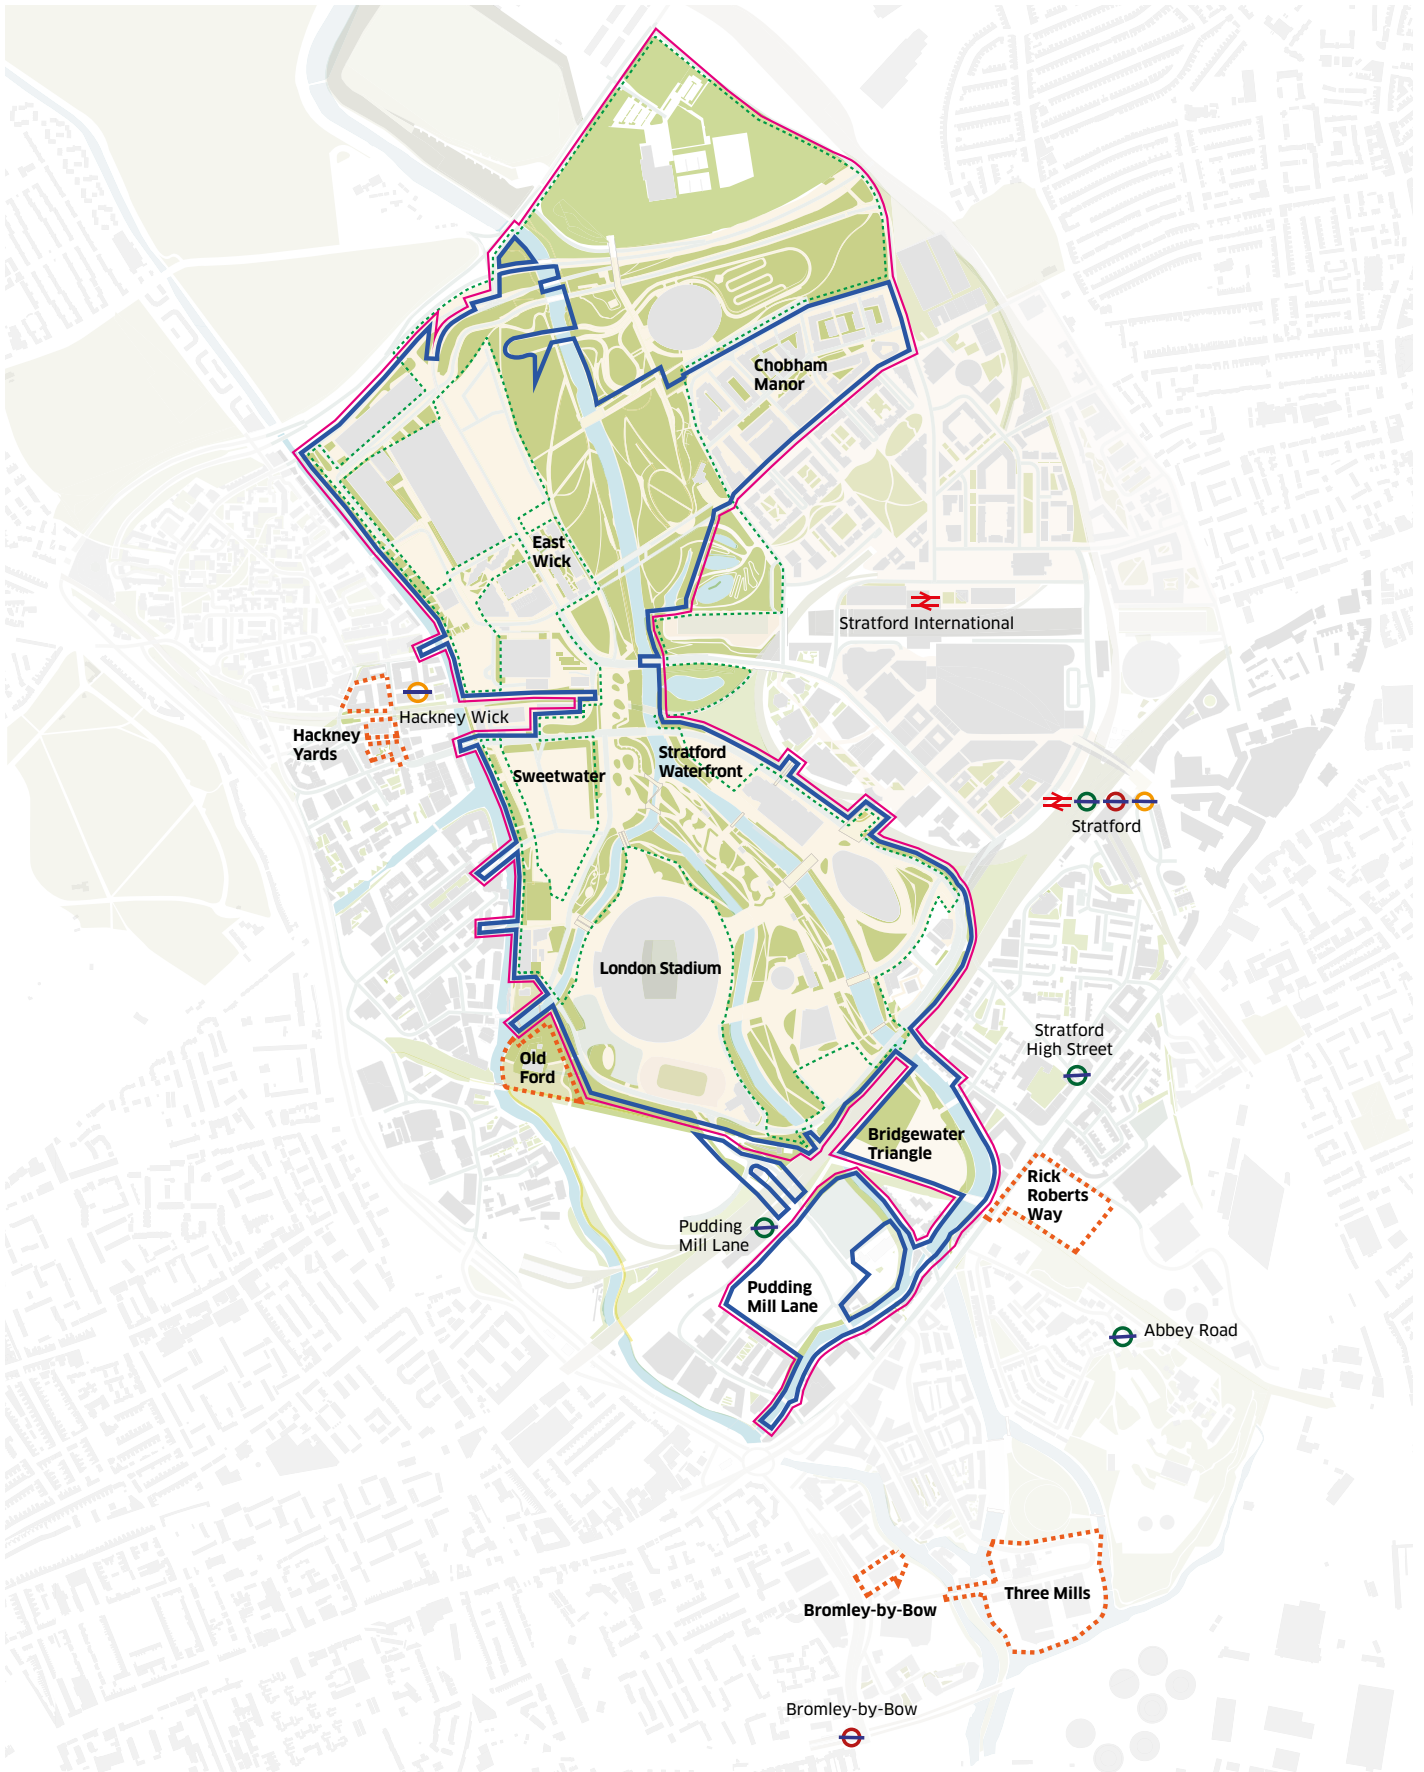 Chobham
Manor
East
Wick
Stratford International
Hackney Wick
Hackney
Yards
Stratford
Waterfront
Sweetwater
Stratford
London Stadium
Stratford
High Street
Old
Ford
Bridgewater
Triangle
Rick
Roberts
Way
Pudding
Mill Lane
Pudding
Mill Lane
Abbey Road
Three Mills
Bromley-by-Bow
Bromley-by-Bow